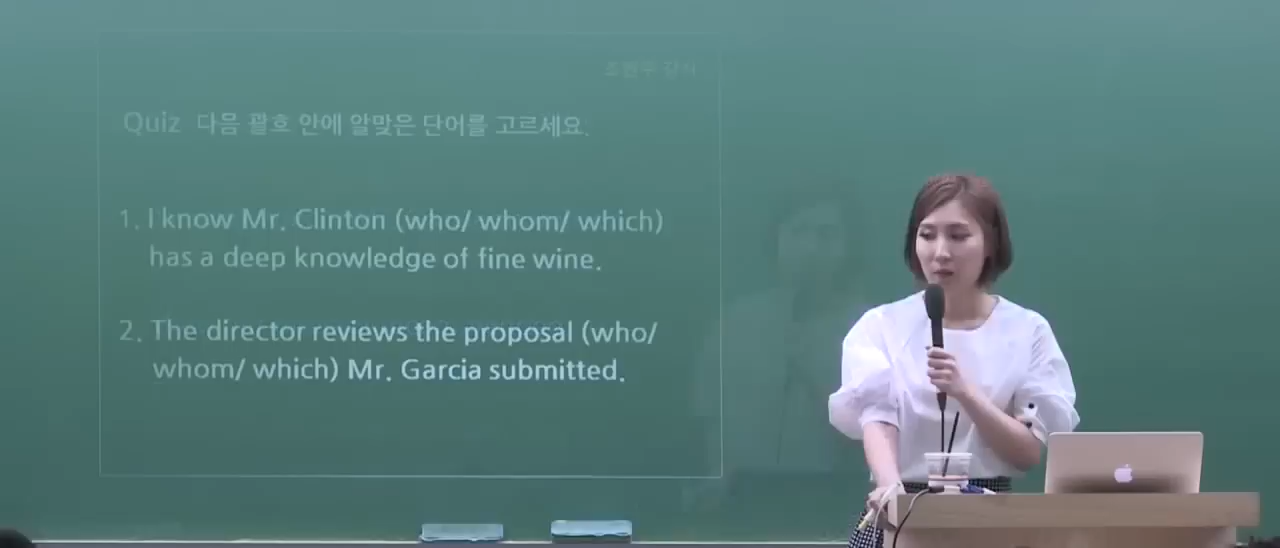 Quiz 다음 괄호 안에 알맞은 단어를 고르세요.
1. I know Mr. Clinton (who/ whom/ which)
has a deep knowledge of fine wine.
2. The director reviews the proposal (who/
whom/ which) Mr. Garcia submitted.